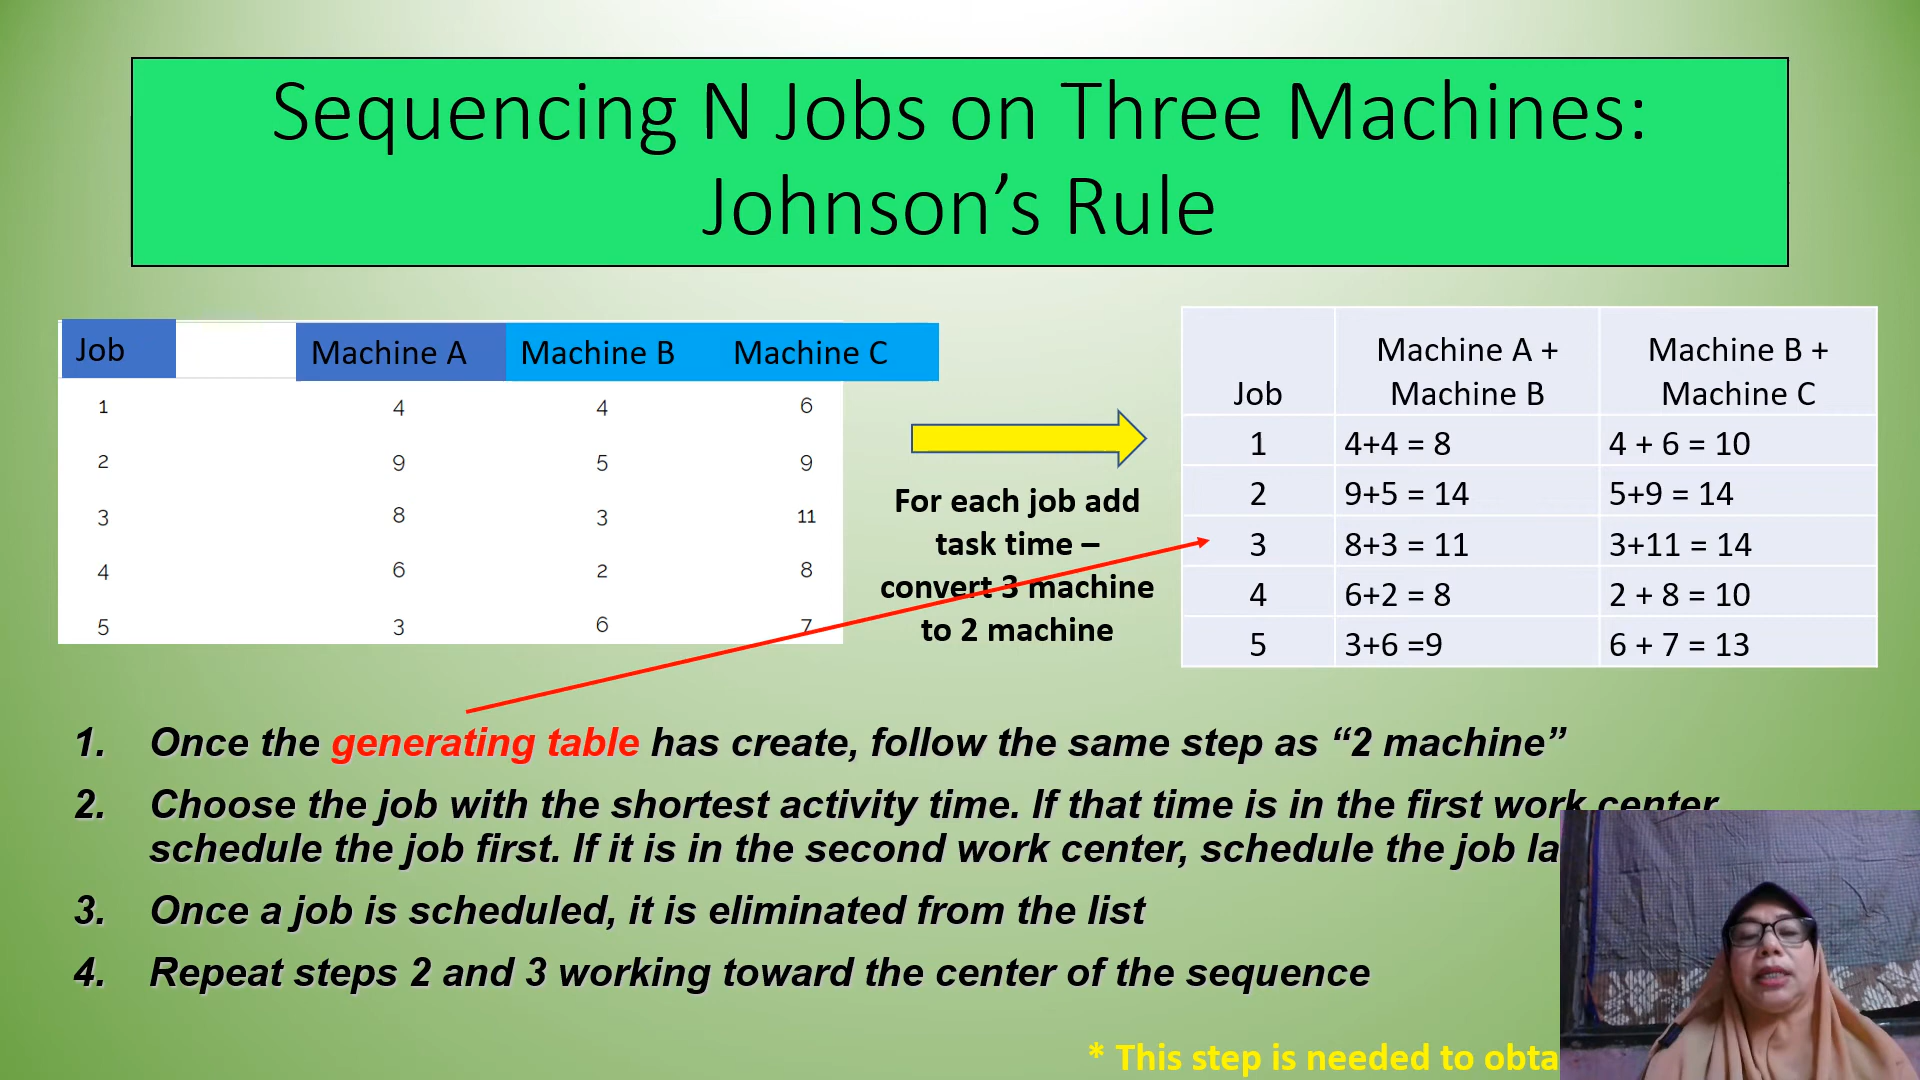 Sequencing N Jobs on Three Machines:
Johnson's Rule
Job Machine A Machine B Machine C
1 4 4 6
2 9 5 9
3 8 3 11
4 6 2 8
5 3 6 7
For each job add
task time –
convert 3 machine
to 2 machine
Job Machine A + Machine B Machine B + Machine C
1 4+4 = 8 4 + 6 = 10
2 9+5 = 14 5+9 = 14
3 8+3 = 11 3+11 = 14
4 6+2 = 8 2 + 8 = 10
5 3+6 =9 6 + 7 = 13
1. Once the generating table has create, follow the same step as “2 machine”
2. Choose the job with the shortest activity time. If that time is in the first work center,
schedule the job first. If it is in the second work center, schedule the job
3. Once a job is scheduled, it is eliminated from the list
4. Repeat steps 2 and 3 working toward the center of the sequence
* This step is needed to